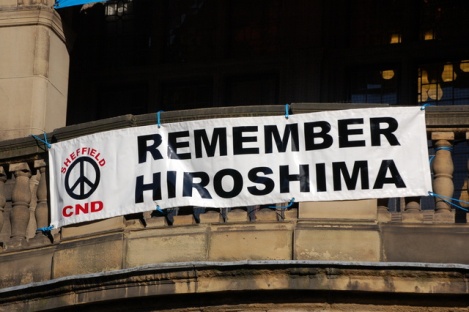 SHEFFIELD
CND
REMEMBER
HIROSHIMA